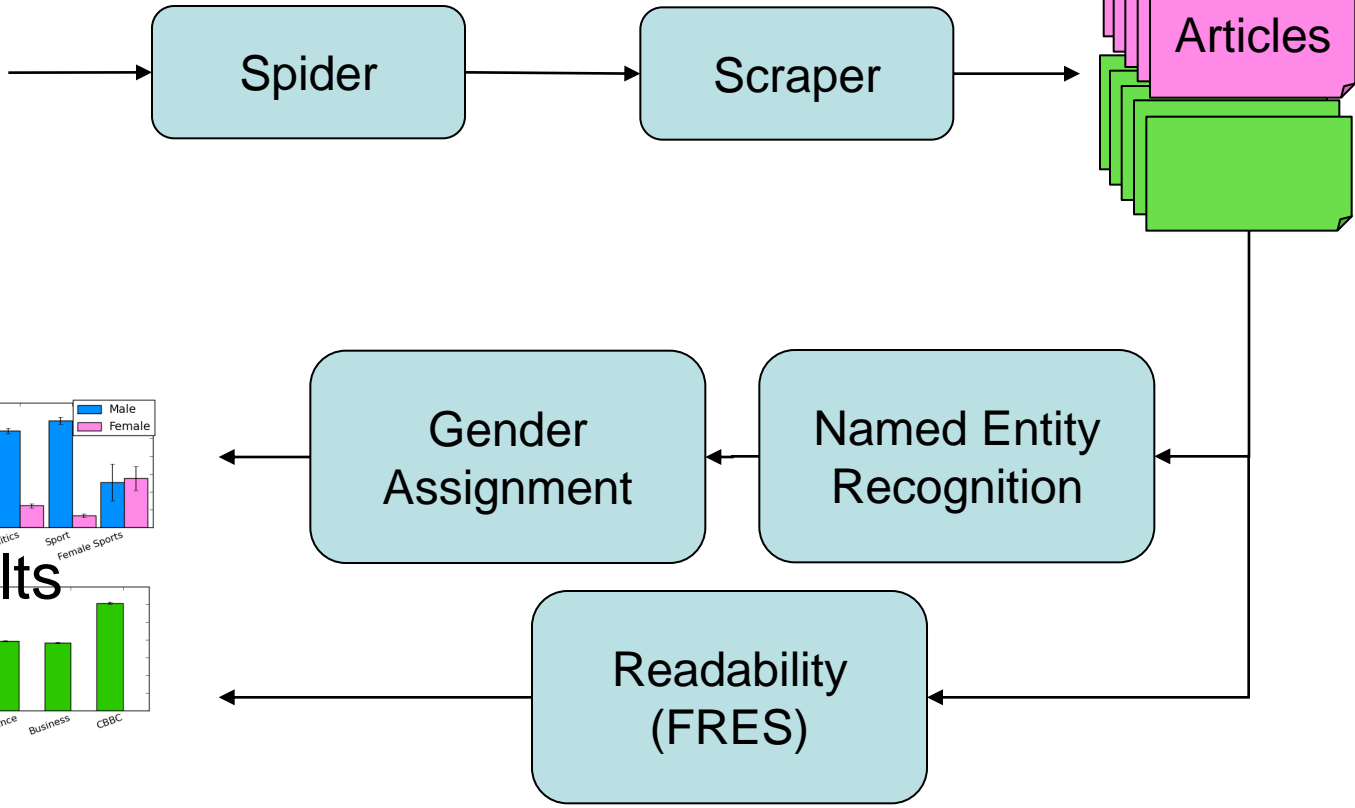 Articles
Spider
Scraper
Gender
Assignment
Named Entity
Recognition
Male
Female
Sport
Female Sports
lts
Readability
(FRES)
Business
CBBC